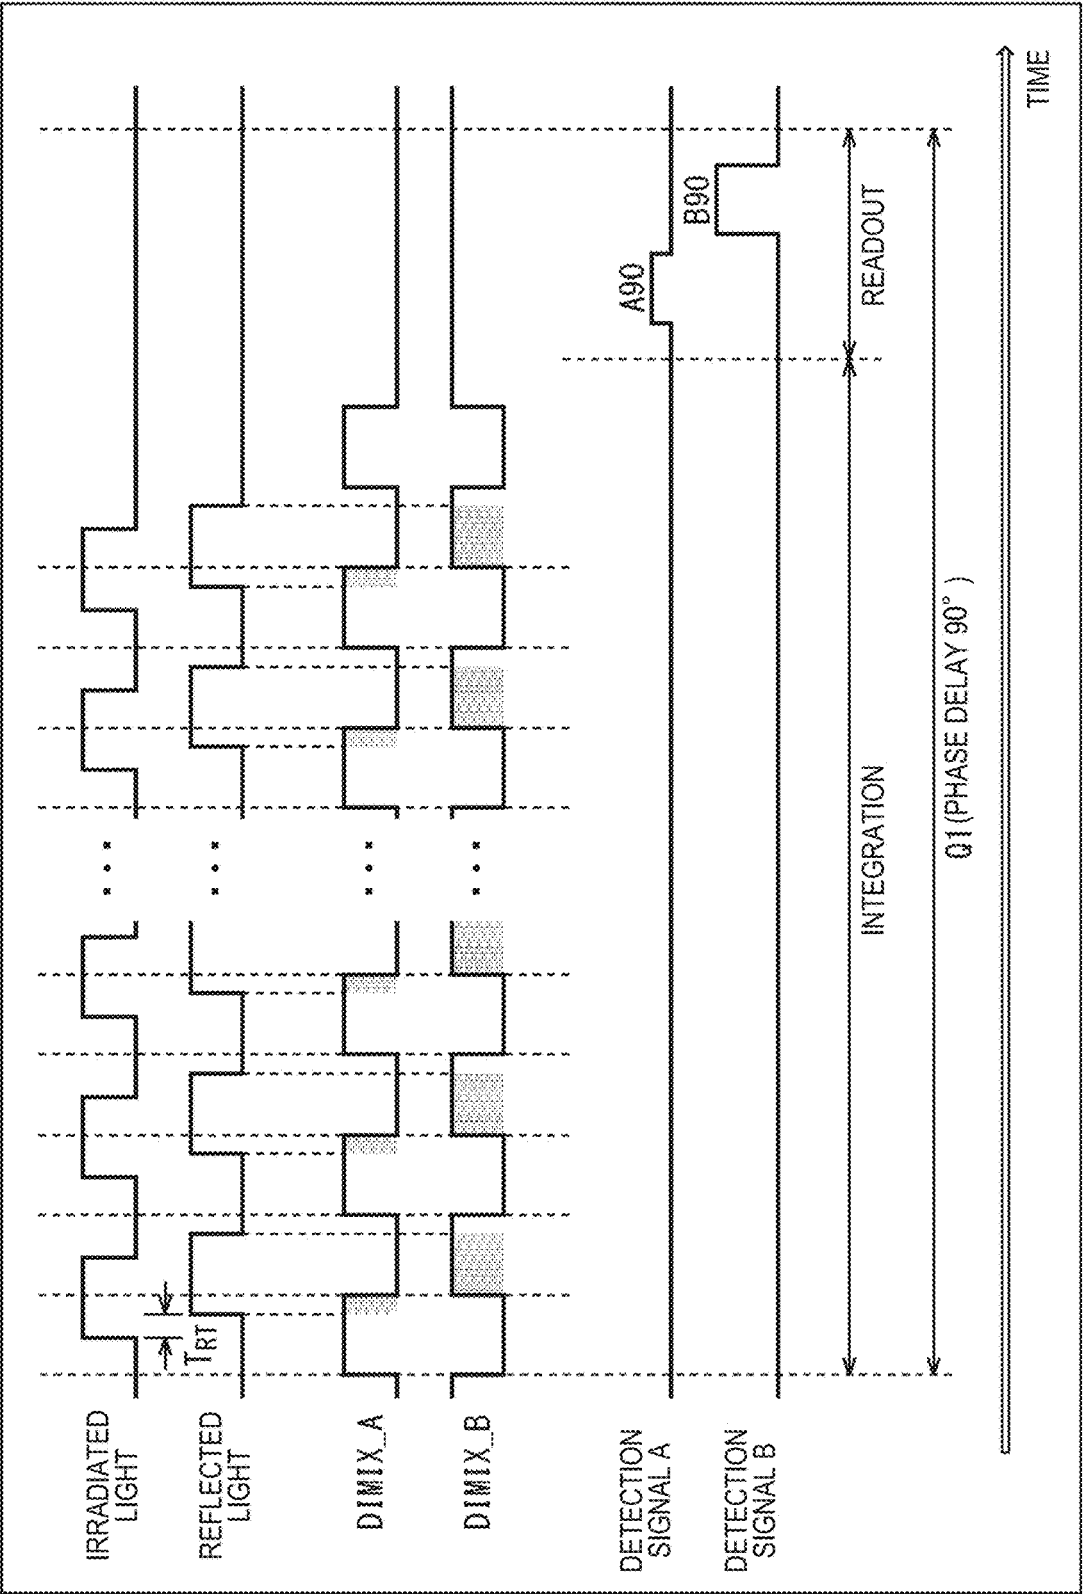 IRRADIATED
LIGHT
REFLECTED
LIGHT
TRT
DIMIX_A
DIMIX_B
DETECTION
SIGNAL A
A90
DETECTION
SIGNAL B
B90
INTEGRATION
READOUT
Q1(PHASE DELAY 90°)
TIME